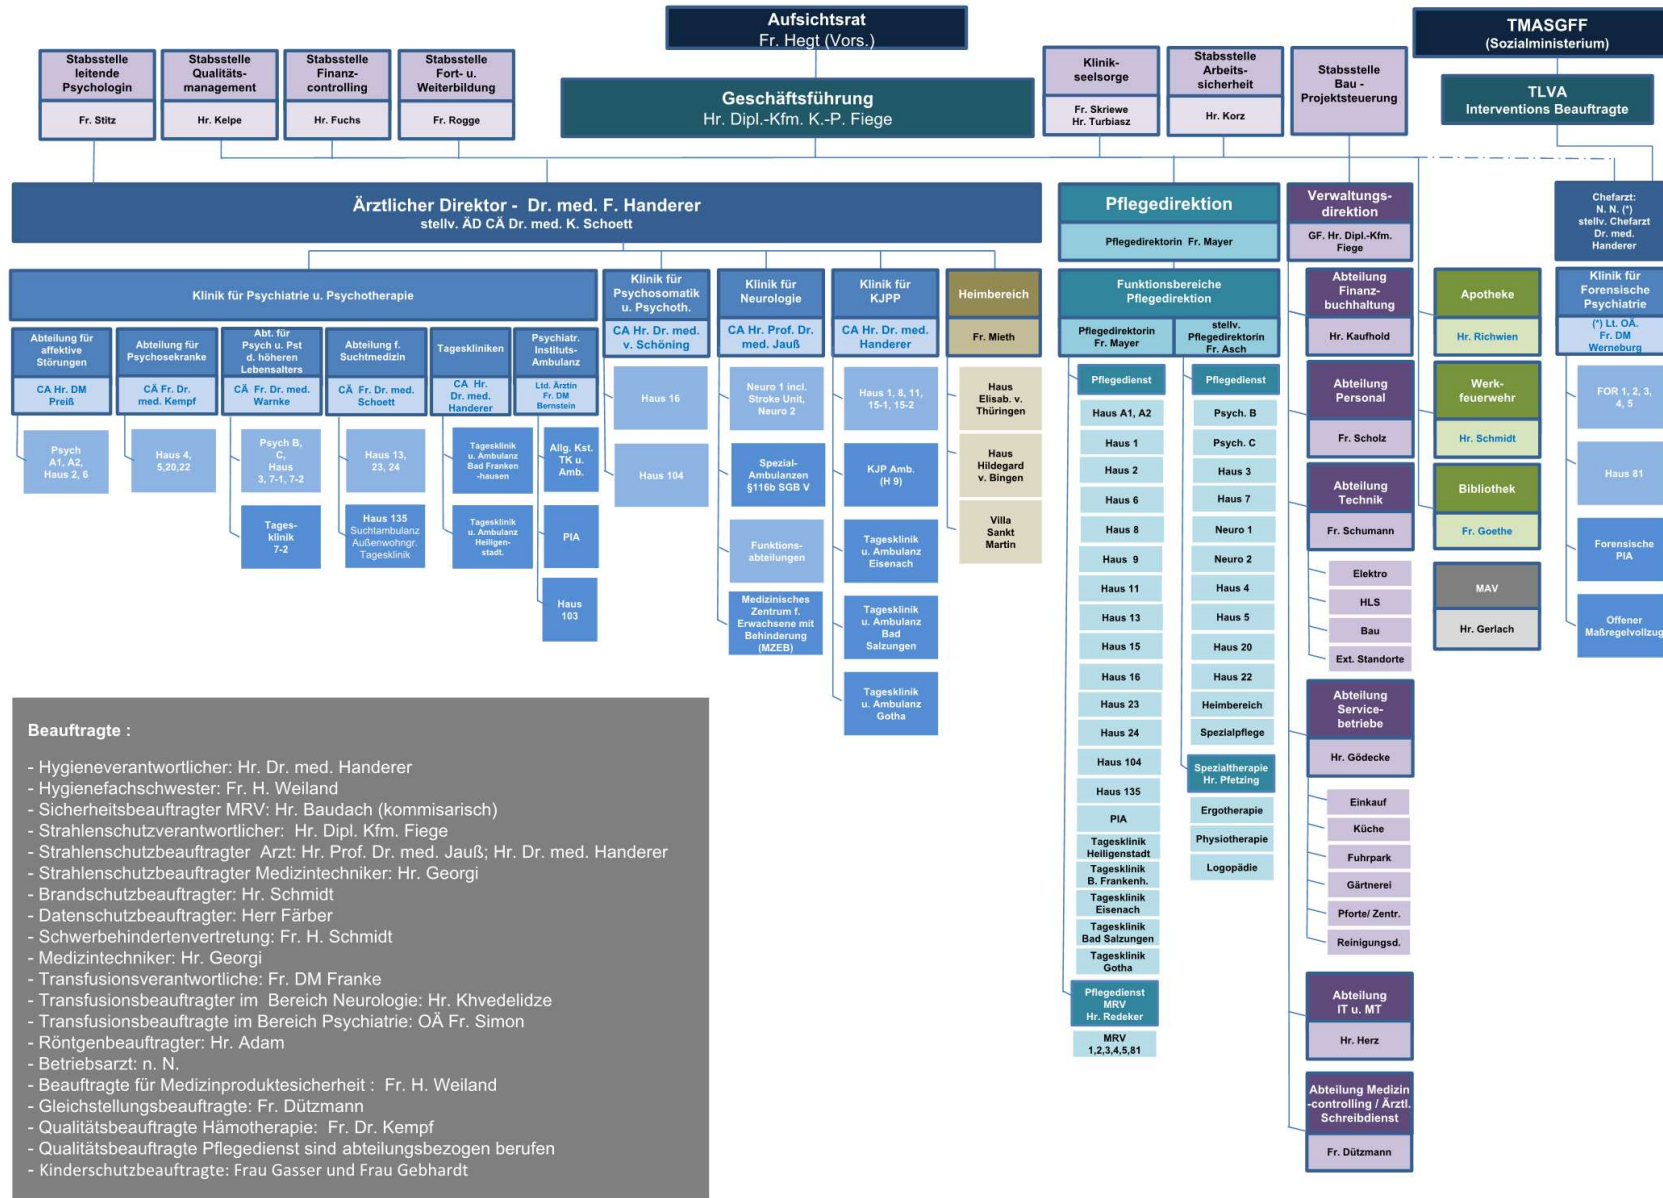 Aufsichtsrat
Fr. Hegt (Vors.)
TMASGFF
(Sozialministerium)
Stabsstelle
leitende
Psychologin
Fr. Stitz
Stabsstelle
Qualitäts-
management
Hr. Kelpe
Stabsstelle
Finanz-
controlling
Hr. Fuchs
Stabsstelle
Fort- u.
Weiterbildung
Fr. Rogge
Geschäftsführung
Hr. Dipl.-Kfm. K.-P. Fiege
Klinik-
seelsorge
Fr. Skriewe
Hr. Turbiasz
Stabsstelle
Arbeits-
sicherheit
Hr. Korz
Stabsstelle
Bau -
Projektsteuerung
TLVA
Interventions Beauftragte
Ärztlicher Direktor - Dr. med. F. Handerer
stellv. ÄD CÄ Dr. med. K. Schoett
Pflegedirektion
Pflegedirektorin Fr. Mayer
Verwaltungs-
direktion
GF. Hr. Dipl.-Kfm.
Fiege
Chefarzt:
N. N. (*)
stellv. Chefarzt
Dr. med.
Handerer
Klinik für Psychiatrie u. Psychotherapie
Abteilung für
affektive
Störungen
CA Hr. DM
Preiß
Psych
A1, A2,
Haus 2, 6
Abteilung für
Psychosekranke
CÄ Fr. Dr.
med. Kempf
Haus 4,
5,20,22
Abt. für
Psych u. Pst
d. höheren
Lebensalters
CÄ Fr. Dr. med.
Warnke
Psych B,
C,
Haus
3, 7-1, 7-2
Tages-
klinik
7-2
Abteilung f.
Suchtmedizin
CÄ Fr. Dr. med.
Schoett
Haus 13,
23, 24
Haus 135
Suchtambulanz
Außenwohngr.
Tagesklinik
Tageskliniken
CA Hr.
Dr. med.
Handerer
Tagesklinik
u. Ambulanz
Bad Franken
-hausen
Tagesklinik
u. Ambulanz
Heiligen-
stadt.
Psychiatr.
Instituts-
Ambulanz
Ltd. Ärztin
Fr. DM
Bernstein
Allg. Kst.
TK u.
Amb.
PIA
Haus
103
Klinik für
Psychosomatik
u. Psychoth.
CA Hr. Dr. med.
v. Schöning
Haus 16
Haus 104
Klinik für
Neurologie
CA Hr. Prof. Dr.
med. Jauß
Neuro 1 incl.
Stroke Unit,
Neuro 2
Spezial-
Ambulanzen
§116b SGB V
Funktions-
abteilungen
Medizinisches
Zentrum f.
Erwachsene mit
Behinderung
(MZEB)
Klinik für
KJPP
CA Hr. Dr. med.
Handerer
Haus 1, 8, 11,
15-1, 15-2
KJP Amb.
(H 9)
Tagesklinik
u. Ambulanz
Eisenach
Tagesklinik
u. Ambulanz
Bad
Salzungen
Tagesklinik
u. Ambulanz
Gotha
Heimbereich
Fr. Mieth
Haus
Elisab. v.
Thüringen
Haus
Hildegard
v. Bingen
Villa
Sankt
Martin
Funktionsbereiche
Pflegedirektion
Pflegedirektorin
Fr. Mayer
Pflegedienst
Haus A1, A2
Haus 1
Haus 2
Haus 6
Haus 8
Haus 9
Haus 11
Haus 13
Haus 15
Haus 16
Haus 23
Haus 24
Haus 104
Haus 135
PIA
Tagesklinik
Heiligenstadt
Tagesklinik
B. Frankenh.
Tagesklinik
Eisenach
Tagesklinik
Bad Salzungen
Tagesklinik
Gotha
Pflegedienst
MRV
Hr. Redeker
MRV
1,2,3,4,5,81
stellv.
Pflegedirektorin
Fr. Asch
Pflegedienst
Psych. B
Psych. C
Haus 3
Haus 7
Neuro 1
Neuro 2
Haus 4
Haus 5
Haus 20
Haus 22
Heimbereich
Spezialpflege
Spezialtherapie
Hr. Pfetzing
Ergotherapie
Physiotherapie
Logopädie
Abteilung
Finanz-
buchhaltung
Hr. Kaufhold
Abteilung
Personal
Fr. Scholz
Abteilung
Technik
Fr. Schumann
Elektro
HLS
Bau
Ext. Standorte
Abteilung
Service-
betriebe
Hr. Gödecke
Einkauf
Küche
Fuhrpark
Gärtnerei
Pforte/ Zentr.
Reinigungsd.
Abteilung
IT u. MT
Hr. Herz
Abteilung Medizin
-controlling / Ärztl.
Schreibdienst
Fr. Dützmann
Apotheke
Hr. Richwien
Werk-
feuerwehr
Hr. Schmidt
Bibliothek
Fr. Goethe
MAV
Hr. Gerlach
Klinik für
Forensische
Psychiatrie
(*) Lt. OÄ.
Fr. DM
Werneburg
FOR 1, 2, 3,
4, 5
Haus 81
Forensische
PIA
Offener
Maßregelvollzug
Beauftragte :
- Hygieneverantwortlicher: Hr. Dr. med. Handerer
- Hygienefachschwester: Fr. H. Weiland
- Sicherheitsbeauftragter MRV: Hr. Baudach (kommisarisch)
- Strahlenschutzverantwortlicher: Hr. Dipl. Kfm. Fiege
- Strahlenschutzbeauftragter Arzt: Hr. Prof. Dr. med. Jauß; Hr. Dr. med. Handerer
- Strahlenschutzbeauftragter Medizintechniker: Hr. Georgi
- Brandschutzbeauftragter: Hr. Schmidt
- Datenschutzbeauftragter: Herr Färber
- Schwerbehindertenvertretung: Fr. H. Schmidt
- Medizintechniker: Hr. Georgi
- Transfusionsverantwortliche: Fr. DM Franke
- Transfusionsbeauftragter im Bereich Neurologie: Hr. Khvedelidze
- Transfusionsbeauftragte im Bereich Psychiatrie: OÄ Fr. Simon
- Röntgenbeauftragter: Hr. Adam
- Betriebsarzt: n. N.
- Beauftragte für Medizinproduktesicherheit : Fr. H. Weiland
- Gleichstellungsbeauftragte: Fr. Dützmann
- Qualitätsbeauftragte Hämotherapie: Fr. Dr. Kempf
- Qualitätsbeauftragte Pflegedienst sind abteilungsbezogen berufen
- Kinderschutzbeauftragte: Frau Gasser und Frau Gebhardt